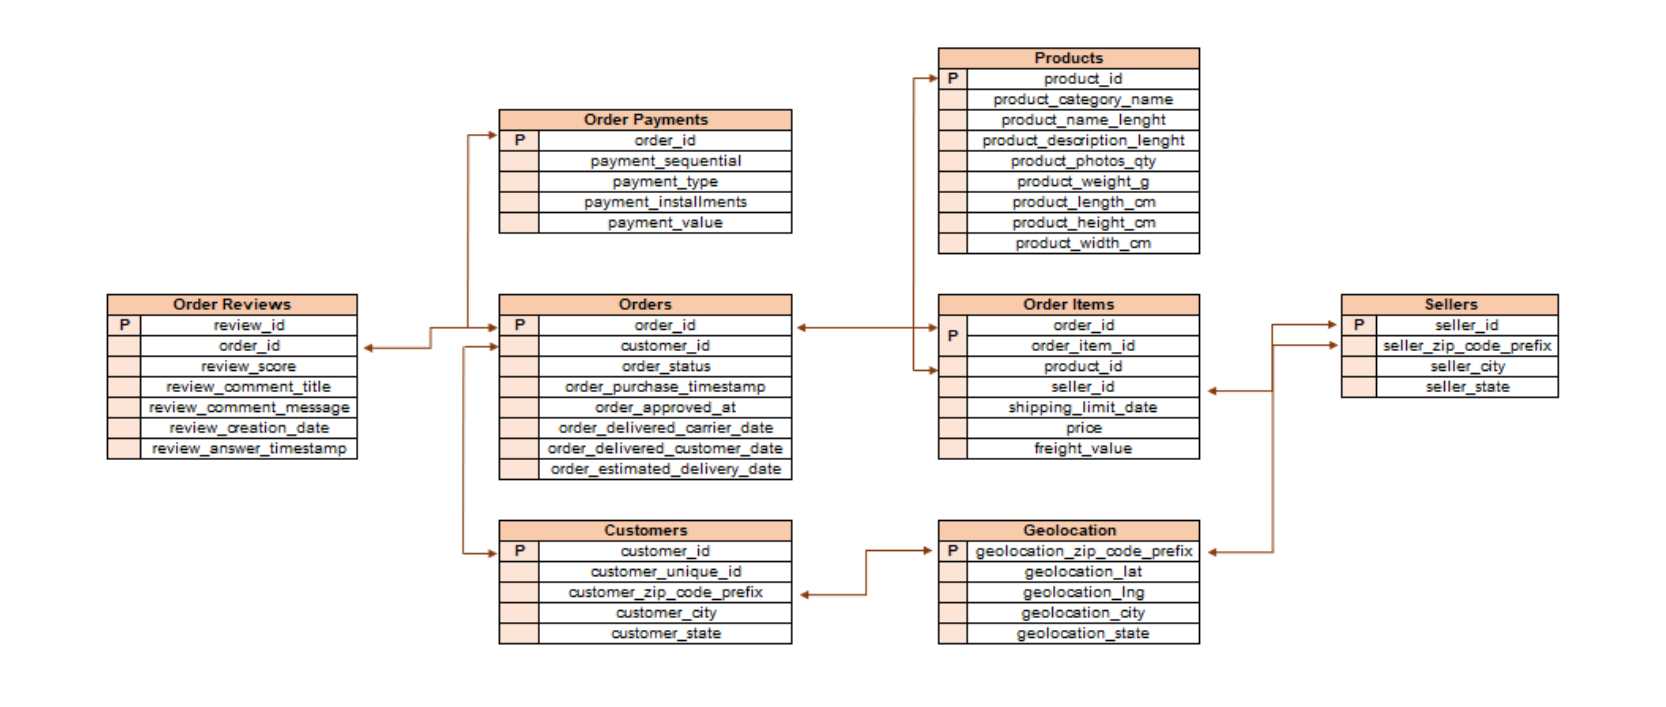 Products
P product_id
product_category_name
product_name_lenght
product_description_lenght
product_photos_qty
product_weight_g
product_length_cm
product_height_cm
product_width_cm
Order Payments
P order_id
payment_sequential
payment_type
payment_installments
payment_value
Order Reviews
P review_id
order_id
review_score
review_comment_title
review_comment_message
review_creation_date
review_answer_timestamp
Orders
P order_id
customer_id
order_status
order_purchase_timestamp
order_approved_at
order_delivered_carrier_date
order_delivered_customer_date
order_estimated_delivery_date
Order Items
P order_id
order_item_id
product_id
seller_id
shipping_limit_date
price
freight_value
Sellers
P seller_id
seller_zip_code_prefix
seller_city
seller_state
Customers
P customer_id
customer_unique_id
customer_zip_code_prefix
customer_city
customer_state
Geolocation
P geolocation_zip_code_prefix
geolocation_lat
geolocation_lng
geolocation_city
geolocation_state